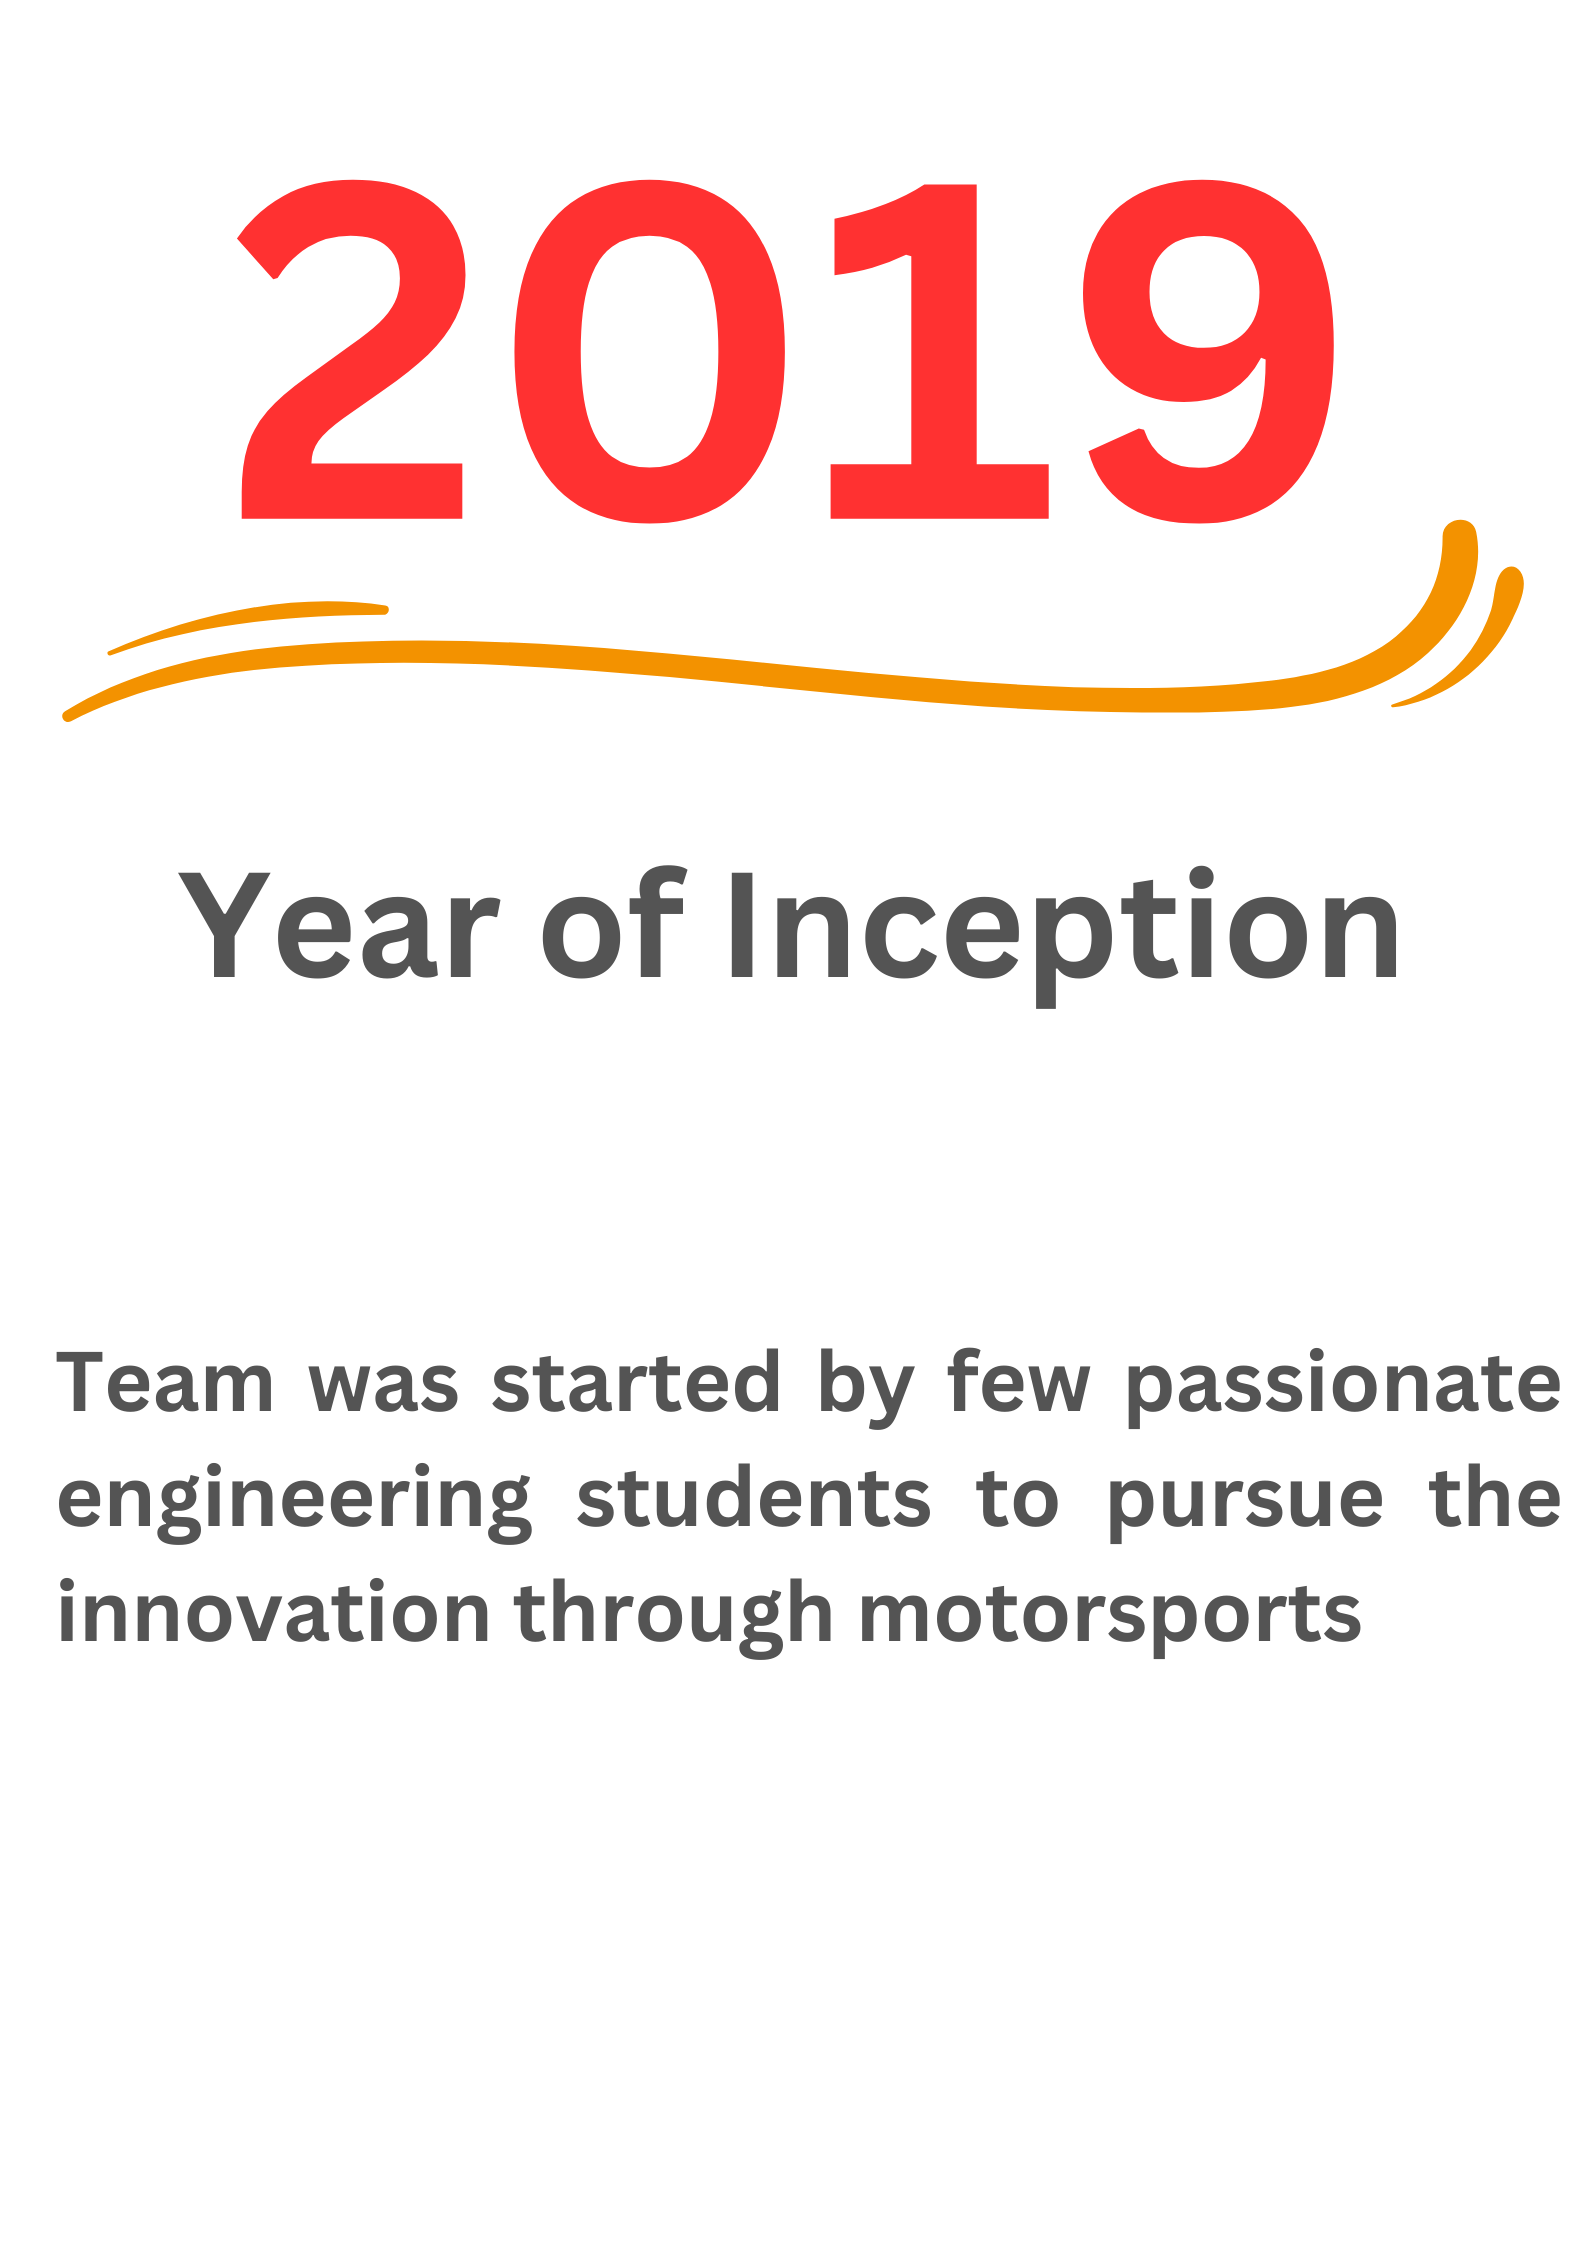 2019
Year of Inception
Team was started by few passionate
engineering students to pursue the
innovation through motorsports